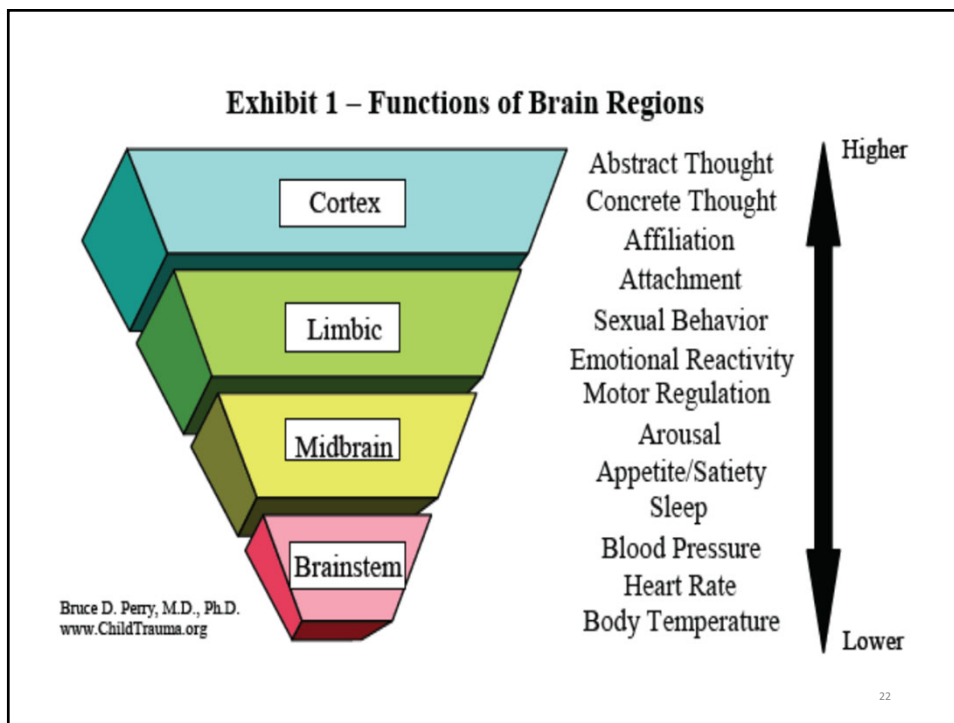 Exhibit 1 – Functions of Brain Regions
Cortex
Limbic
Midbrain
Brainstem
Abstract Thought
Concrete Thought
Affiliation
Attachment
Sexual Behavior
Emotional Reactivity
Motor Regulation
Arousal
Appetite/Satiety
Sleep
Blood Pressure
Heart Rate
Body Temperature
Higher
Lower
Bruce D. Perry, M.D., Ph.D.
www.ChildTrauma.org
22